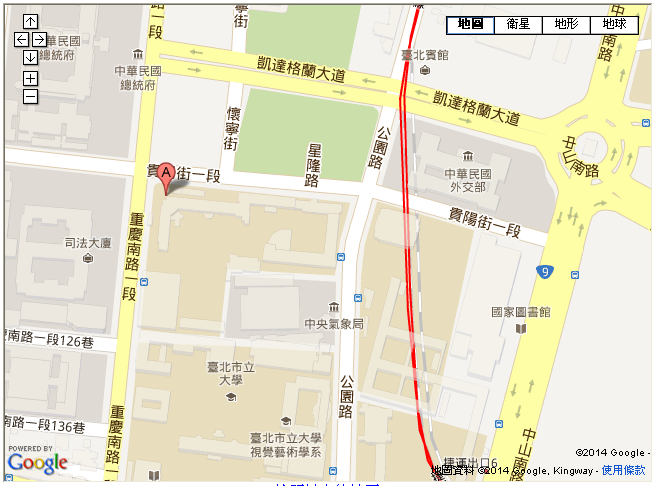 地圖
衛星
地形
地球
中華民國
總統府
中華民國
總統府
一段
懷寧街
懷寧街
臺北賓館
凱達格蘭大道
凱達格蘭大道
中山南路
中山南路
公園路
星隆路
貴
街一段
A
中華民國
外交部
貴陽街一段
9
重慶南路一段
司法大廈
國家圖書館
中央氣象局
慶南路一段126巷
臺北市立
大學
公園路
南路一段136巷
重慶南路一段
臺北市立大學
視覺藝術學系
捷運出口6
中山南路
POWERED BY
Google
©2014 Google -
地圖資料 ©2014 Google, Kingway - 使用條款